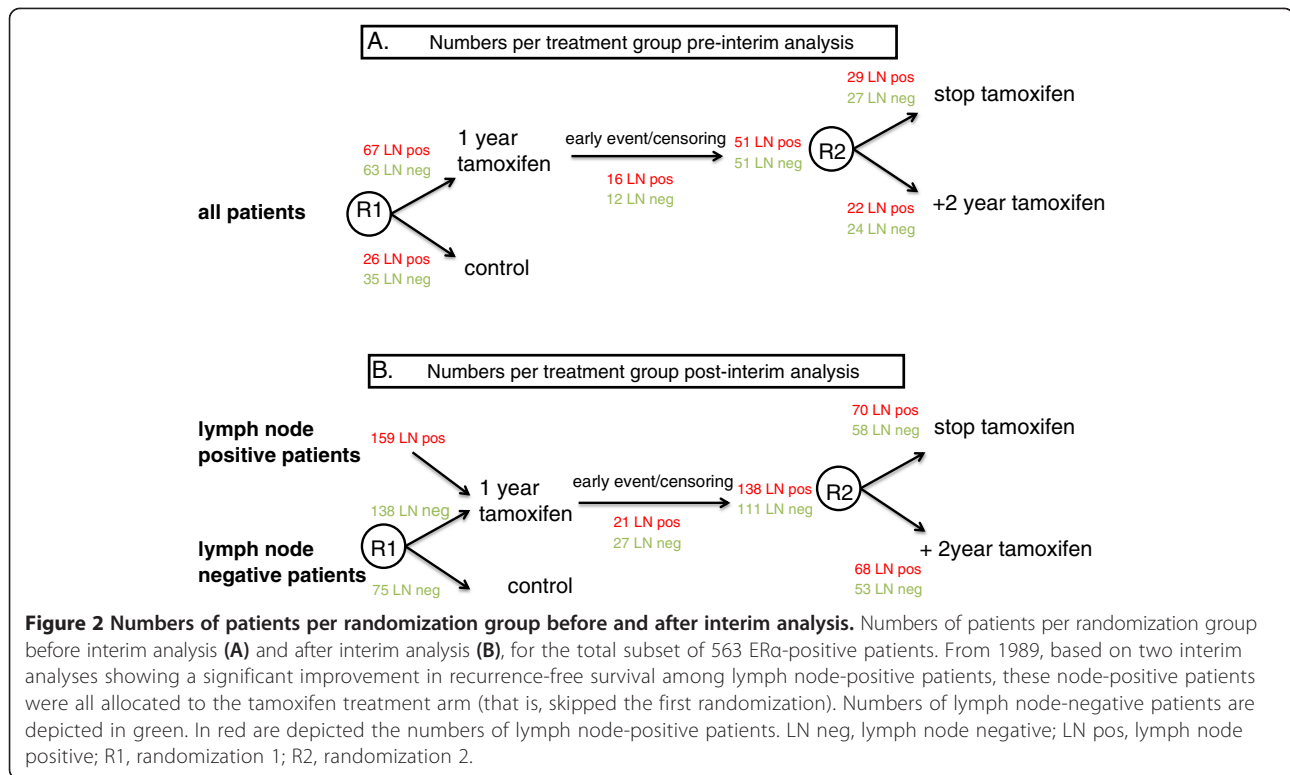 A. Numbers per treatment group pre-interim analysis
29 LN pos
27 LN neg
stop tamoxifen
67 LN pos
63 LN neg
1 year
tamoxifen
early event/censoring
16 LN pos
12 LN neg
51 LN pos
51 LN neg
R2
all patients
R1
22 LN pos
24 LN neg
+2 year tamoxifen
26 LN pos
35 LN neg
control
B. Numbers per treatment group post-interim analysis
lymph node
positive patients
159 LN pos
70 LN pos
58 LN neg
stop tamoxifen
138 LN neg
1 year
tamoxifen
early event/censoring
21 LN pos
27 LN neg
138 LN pos
111 LN neg
R2
lymph node
negative patients
R1
75 LN neg
control
+ 2year tamoxifen
68 LN pos
53 LN neg
Figure 2 Numbers of patients per randomization group before and after interim analysis. Numbers of patients per randomization group
before interim analysis (A) and after interim analysis (B), for the total subset of 563 ERα-positive patients. From 1989, based on two interim
analyses showing a significant improvement in recurrence-free survival among lymph node-positive patients, these node-positive patients
were all allocated to the tamoxifen treatment arm (that is, skipped the first randomization). Numbers of lymph node-negative patients are
depicted in green. In red are depicted the numbers of lymph node-positive patients. LN neg, lymph node negative; LN pos, lymph node
positive; R1, randomization 1; R2, randomization 2.